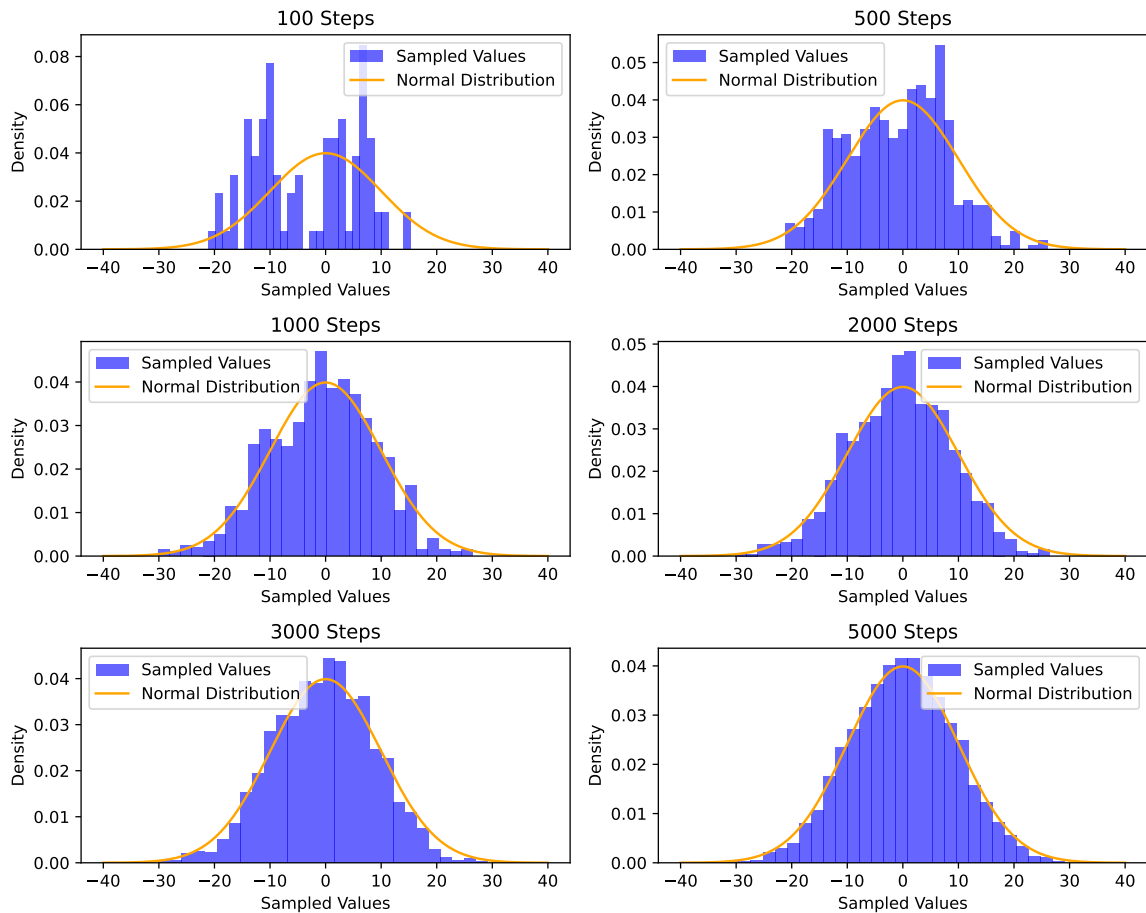 100 Steps
Density
0.08
0.06
0.04
0.02
0.00
Sampled Values
Normal Distribution
−40 −30 −20 −10 0 10 20 30 40
Sampled Values
500 Steps
Density
0.05
0.04
0.03
0.02
0.01
0.00
Sampled Values
Normal Distribution
−40 −30 −20 −10 0 10 20 30 40
Sampled Values
1000 Steps
Density
0.04
0.03
0.02
0.01
0.00
Sampled Values
Normal Distribution
−40 −30 −20 −10 0 10 20 30 40
Sampled Values
2000 Steps
Density
0.05
0.04
0.03
0.02
0.01
0.00
Sampled Values
Normal Distribution
−40 −30 −20 −10 0 10 20 30 40
Sampled Values
3000 Steps
Density
0.04
0.03
0.02
0.01
0.00
Sampled Values
Normal Distribution
−40 −30 −20 −10 0 10 20 30 40
Sampled Values
5000 Steps
Density
0.04
0.03
0.02
0.01
0.00
Sampled Values
Normal Distribution
−40 −30 −20 −10 0 10 20 30 40
Sampled Values